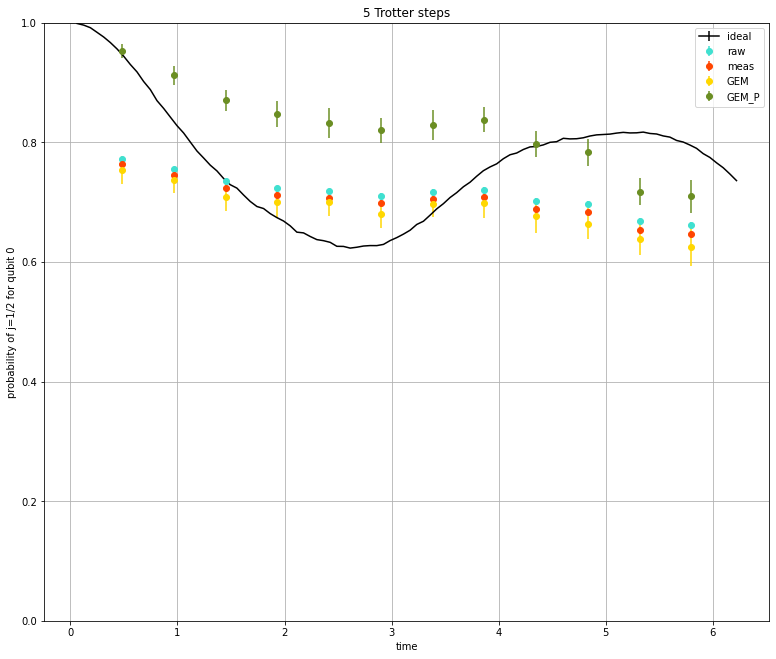 5 Trotter steps
ideal
raw
meas
GEM
GEM_P
probability of j=1/2 for qubit 0
1.0
0.8
0.6
0.4
0.2
0.0
0 1 2 3 4 5 6
time